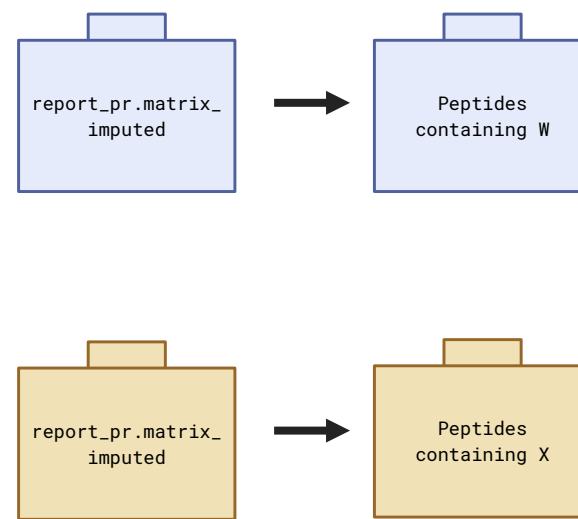 report_pr.matrix_
imputed
Peptides
containing W
report_pr.matrix_
imputed
Peptides
containing X